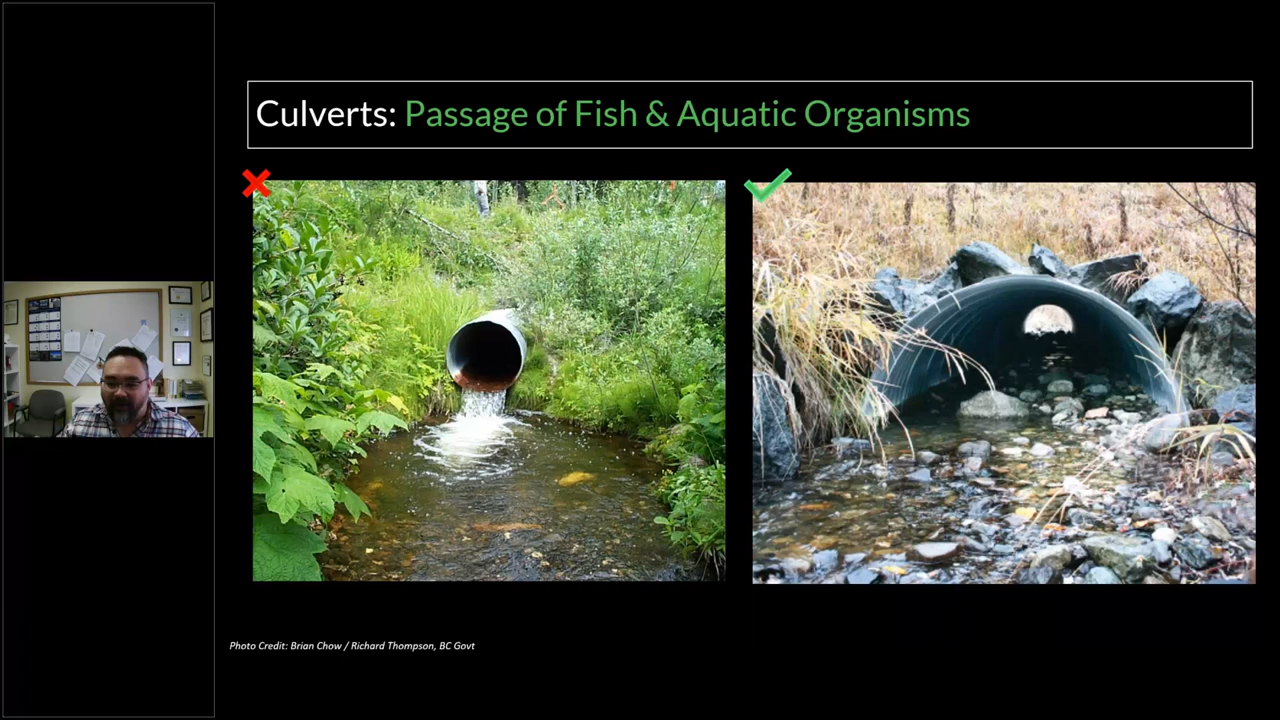 Culverts: Passage of Fish & Aquatic Organisms
Photo Credit: Brian Chow / Richard Thompson, BC Govt